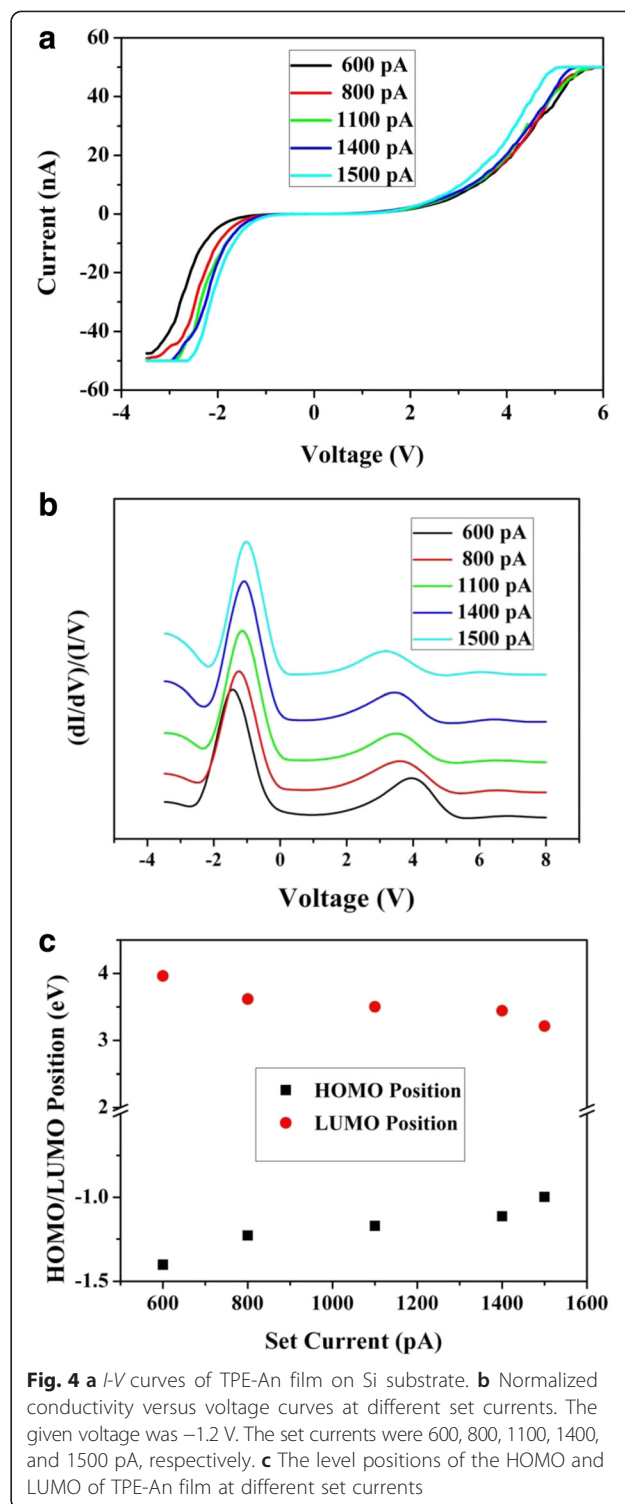 a
60
40
20
0
-20
-40
-60
Current (nA)
600 pA
800 pA
1100 pA
1400 pA
1500 pA
-4
-2
0
2
4
6
Voltage (V)
b
(dI/dV)/(I/V)
600 pA
800 pA
1100 pA
1400 pA
1500 pA
-4
-2
0
2
4
6
8
Voltage (V)
c
HOMO/LUMO Position (eV)
4
3
2
-1.0
-1.5
HOMO Position
LUMO Position
600
800
1000
1200
1400
1600
Set Current (pA)
Fig. 4 a I-V curves of TPE-An film on Si substrate. b Normalized
conductivity versus voltage curves at different set currents. The
given voltage was −1.2 V. The set currents were 600, 800, 1100, 1400,
and 1500 pA, respectively. c The level positions of the HOMO and
LUMO of TPE-An film at different set currents